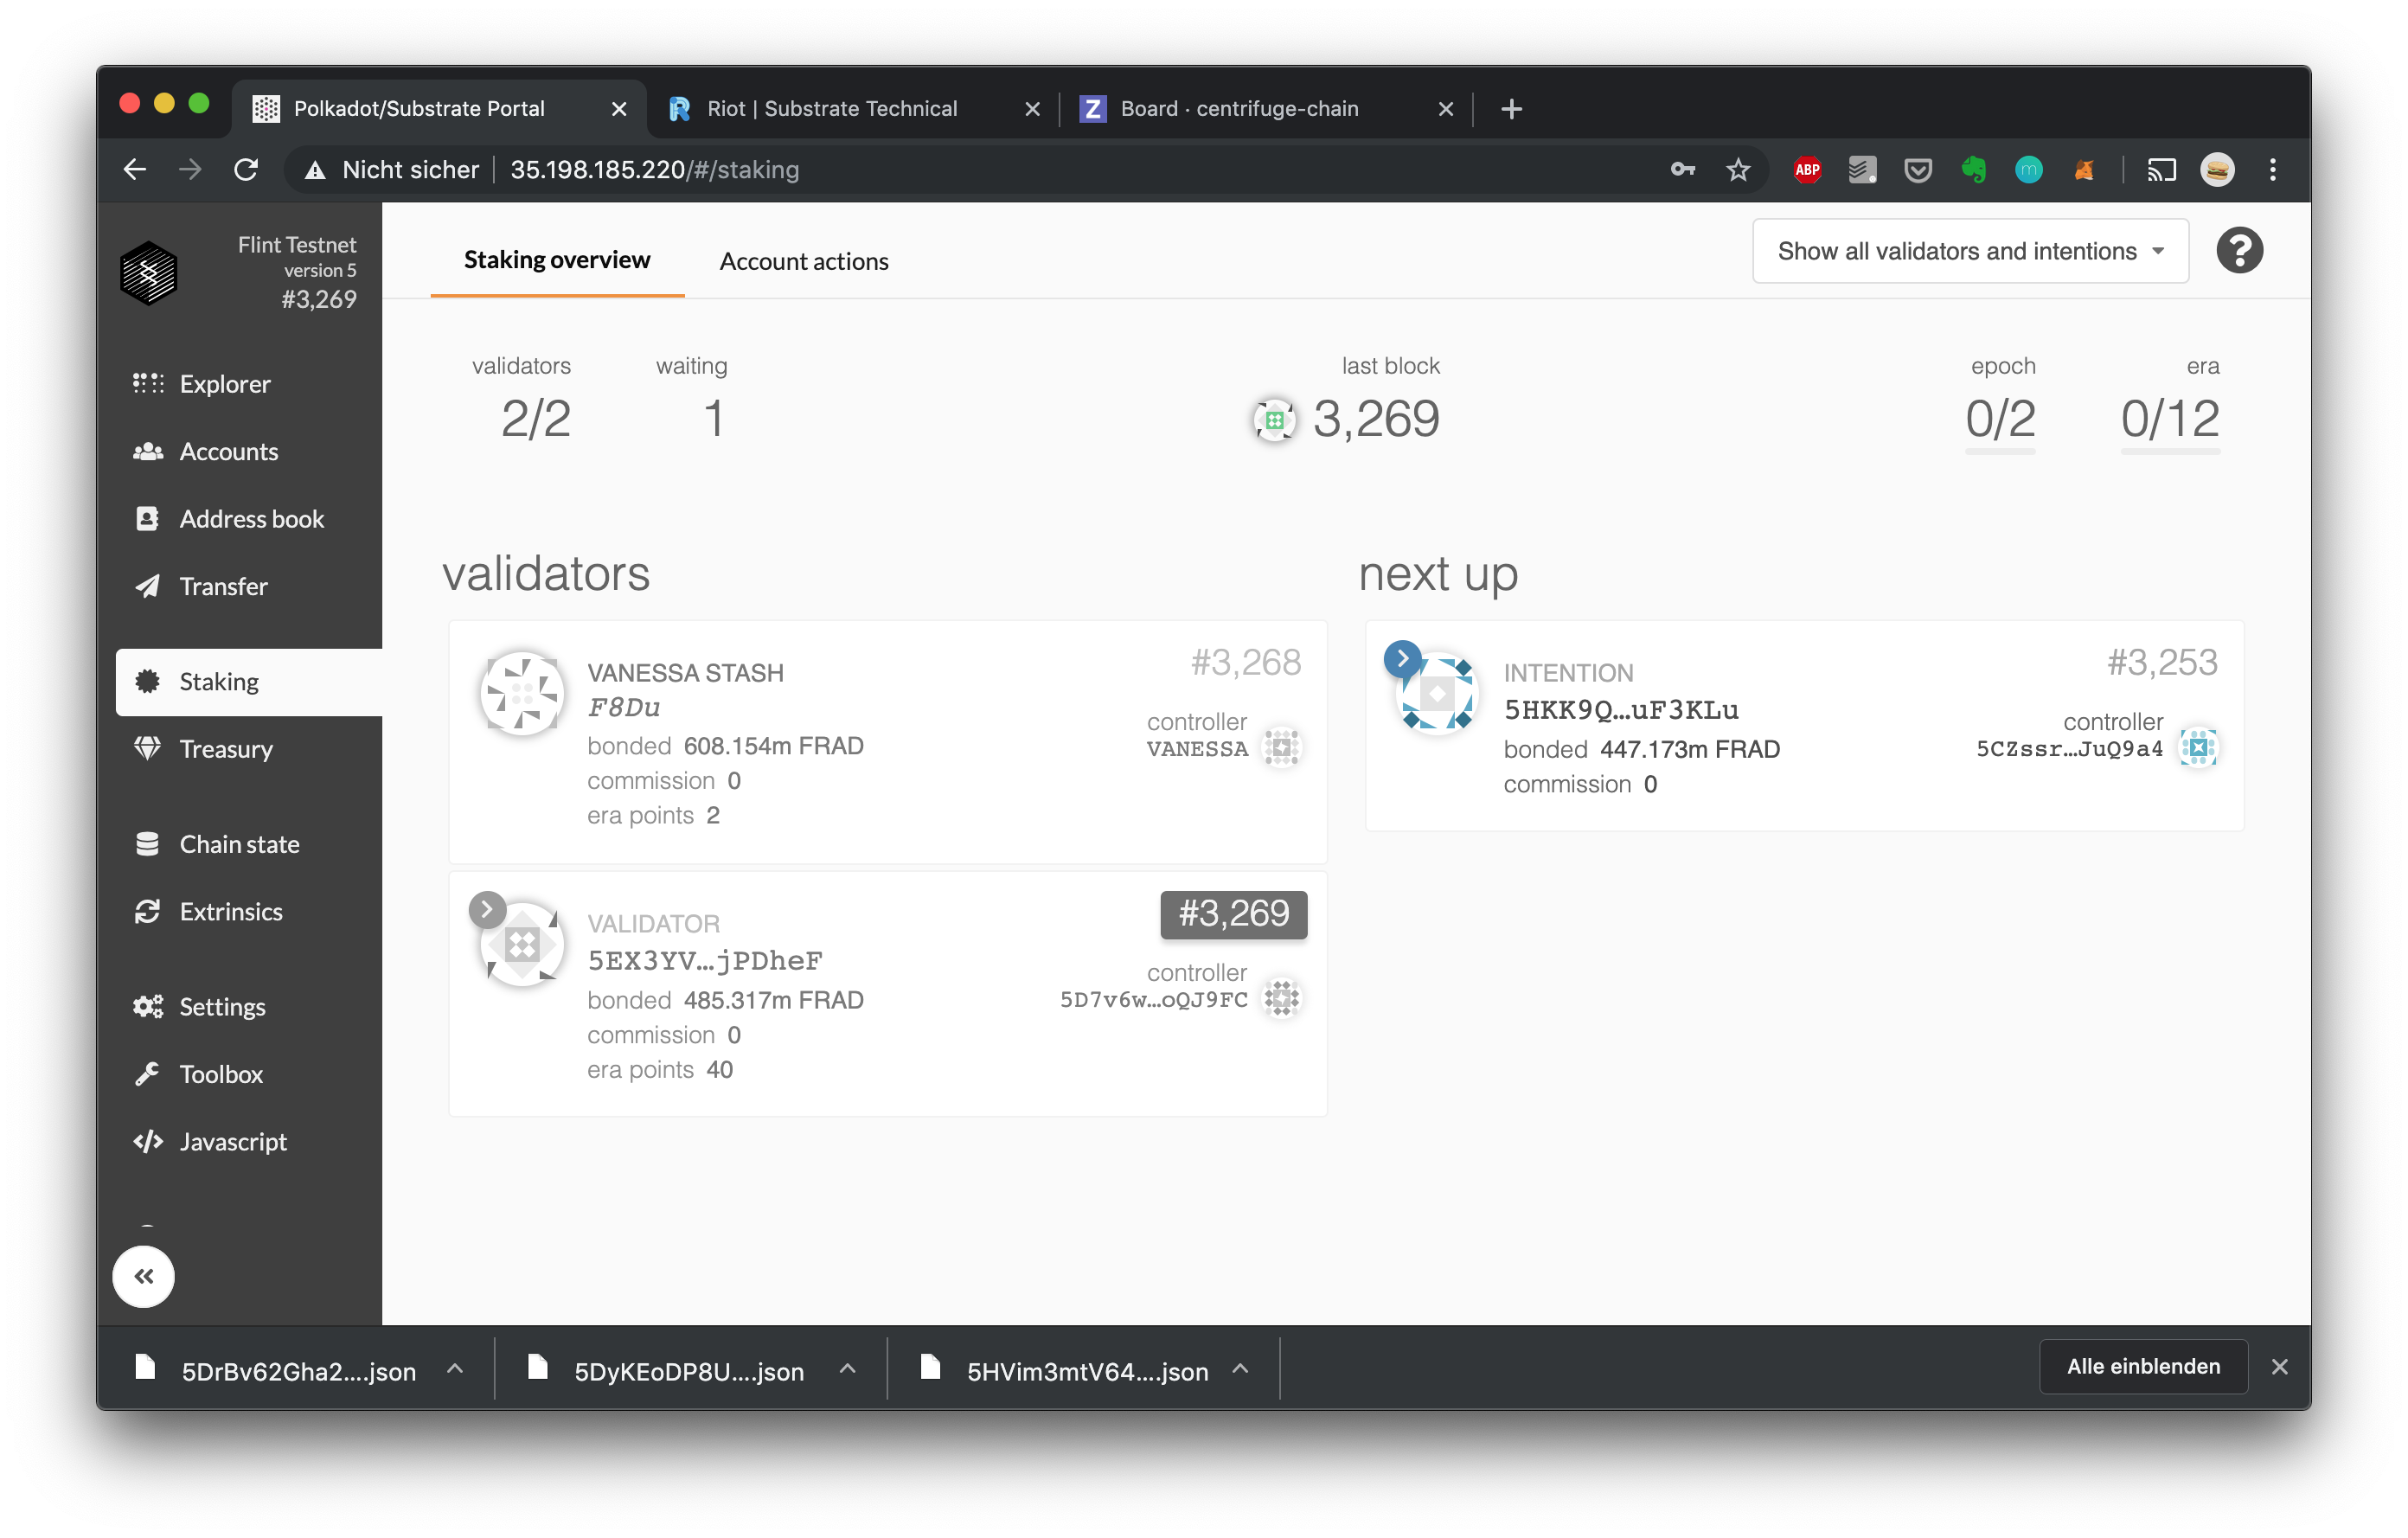 Polkadot/Substrate Portal
Riot | Substrate Technical
Board · centrifuge-chain
Nicht sicher
35.198.185.220/#/staking
ABP
m
Flint Testnet
version 5
#3,269
Explorer
Accounts
Address book
Transfer
Staking
Treasury
Chain state
Extrinsics
Settings
Toolbox
Javascript
Staking overview
Account actions
Show all validators and intentions
validators
2/2
waiting
1
last block
3,269
epoch
0/2
era
0/12
validators
VANESSA STASH
F8Du
bonded 608.154m FRAD
commission 0
era points 2
#3,268
controller
VANESSA
VALIDATOR
5EX3YV…jPDheF
bonded 485.317m FRAD
commission 0
era points 40
#3,269
controller
5D7v6w…oQJ9FC
next up
INTENTION
5HKK9Q…uF3KLu
bonded 447.173m FRAD
commission 0
#3,253
controller
5CZssr…JuQ9a4
5DrBv62Gha2....json
5DyKEoDP8U....json
5HVim3mtV64....json
Alle einblenden